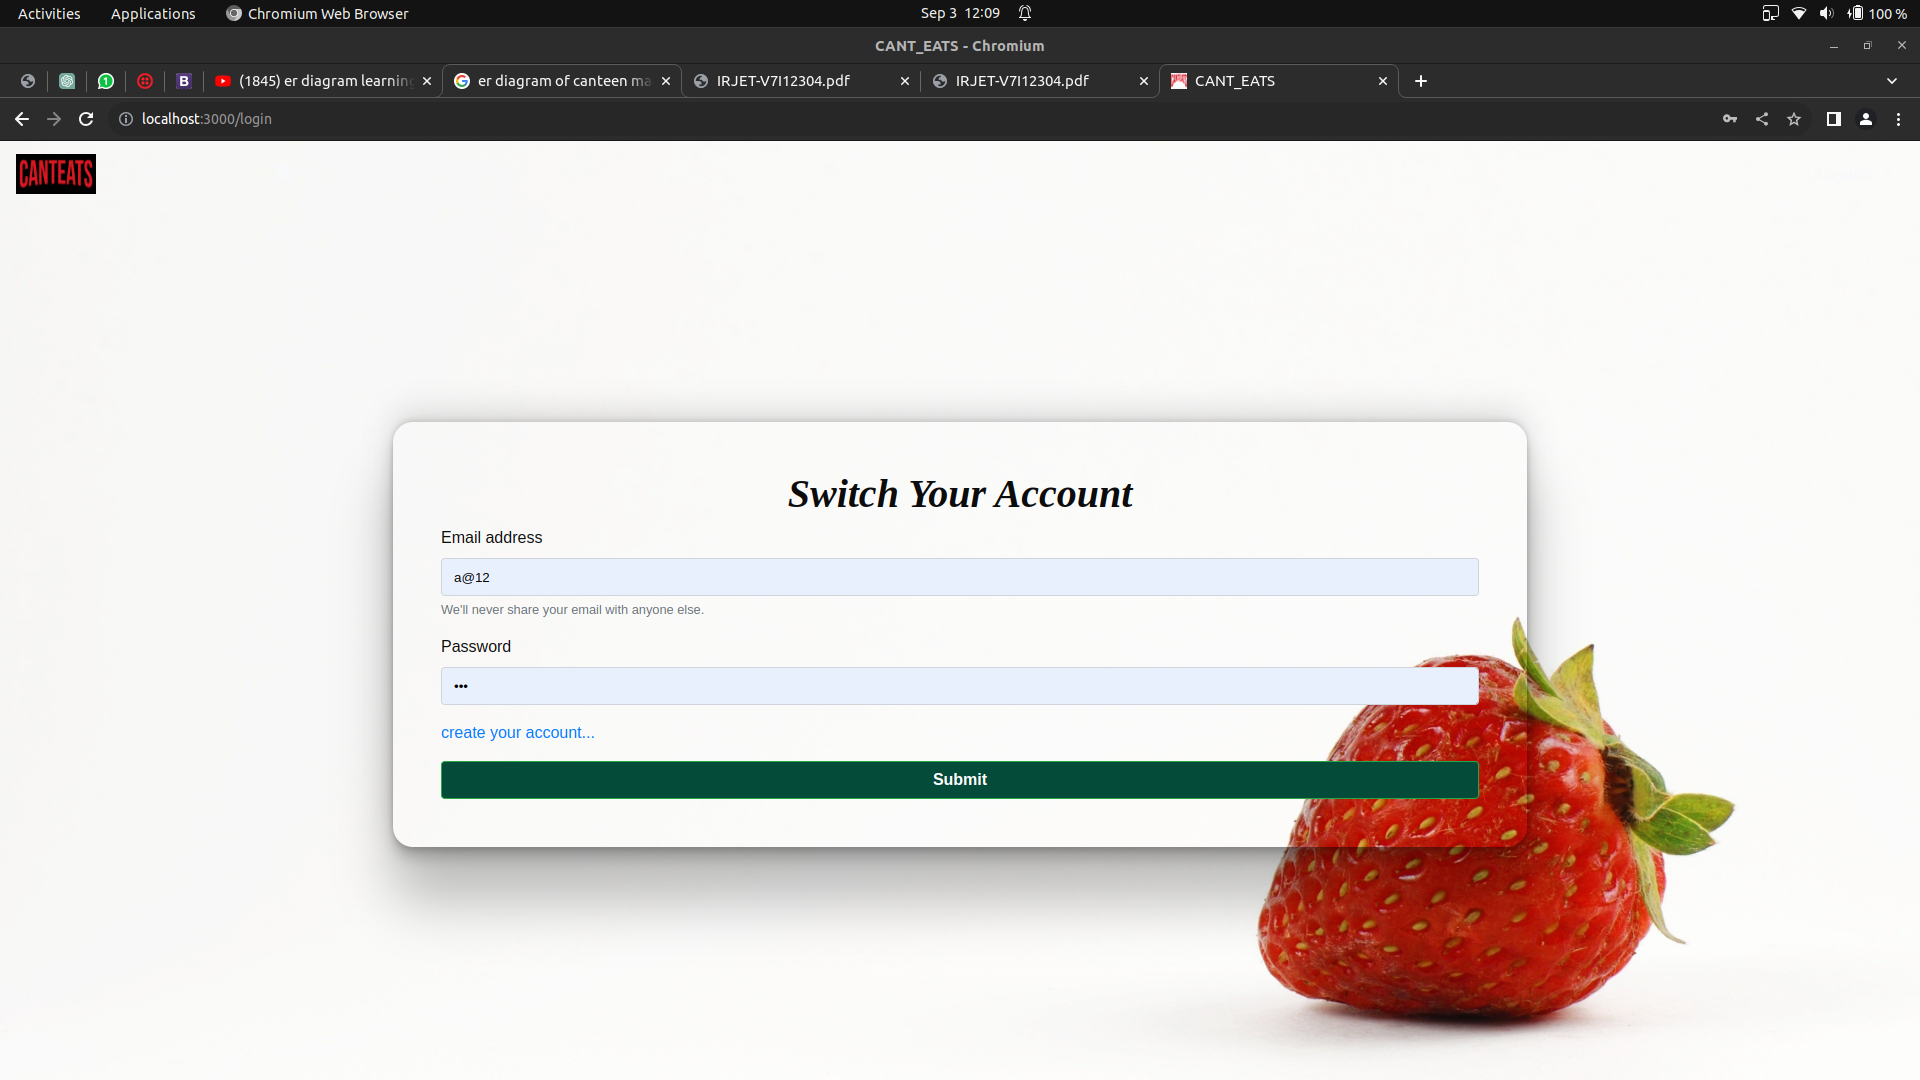 Activities Applications Chromium Web Browser Sep 3 12:09 100 %
CANT_EATS - Chromium
1 B (1845) er diagram learning er diagram of canteen ma IRJET-V7I12304.pdf IRJET-V7I12304.pdf CANT_EATS
localhost:3000/login
CANTEATS
Switch Your Account
Email address
a@12
We'll never share your email with anyone else.
Password
•••
create your account...
Submit